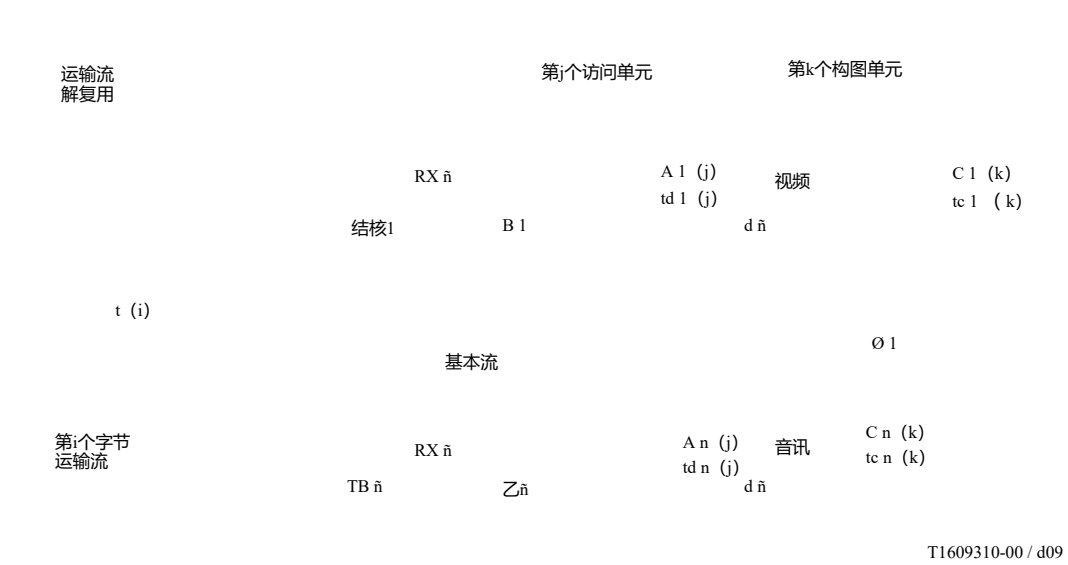 运输流
解复用
第j个访问单元
第k个构图单元
RX ñ
A 1（j）
td 1（j）
视频
C 1（k）
tc 1 （ k）
结核1
B 1
d ñ
t（i）
Ø 1
基本流
第i个字节
运输流
RX ñ
A n（j）
td n（j）
音讯
C n（k）
tc n（k）
TB ñ
乙ñ
d ñ
T1609310-00 / d09